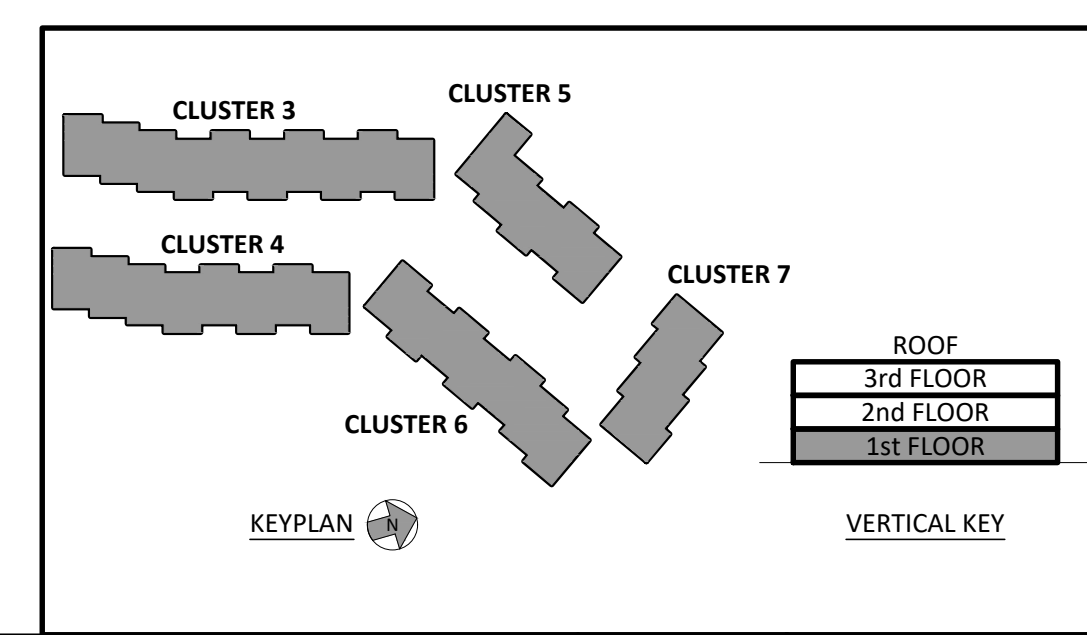 CLUSTER 3
CLUSTER 5
CLUSTER 4
CLUSTER 7
CLUSTER 6
ROOF
3rd FLOOR
2nd FLOOR
1st FLOOR
KEYPLAN
N
VERTICAL KEY